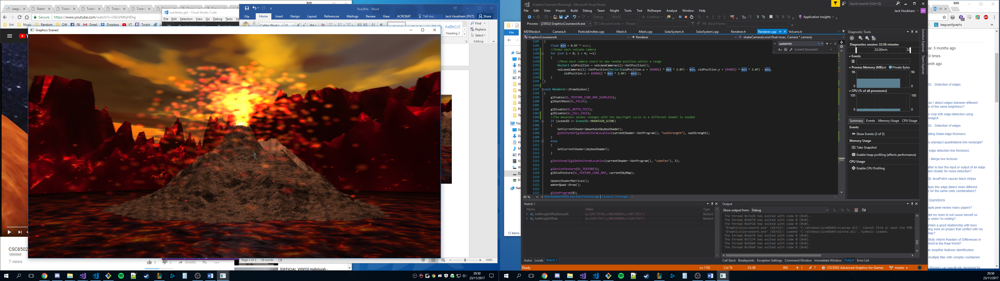 Jack
Leagu
Skelet
Tutoria
Tutori
Tutori
Tutori
Secure
https://www.youtube.com/watch?v=D6cVMhjHEhg
Uni
Music
Random
OW
FB
Gmail
Dropbox
YT
Twitch
CSC8502
Unlisted
7 views
0
0
SHARE
[OFFICIAL VIDEO] Hallelujah -
sunVertex.glsl - Visual Studio Code
File Edit Selection View Go Debug Tasks He
ReadMe - Word
File Home Insert Design Layout References Mailings Review View ACROBAT Tell me... Jack Hookham (PGT) Share
Calibri (Body) 12
AaBbCcD
Heading 2
Find
Replace
Select
Editing
Page 2 of 2 56 words
100%
Graphics Scenes!
File
12 items
GraphicsTutorials (Running) - Microsoft Visual Studio
Quick Launch (Ctrl+Q)
File Edit View Project Build Debug Team Nsight Tools Test ReSharper Analyze Window Help
Jack Hookham JH
Debug Win32 Continue Application Insights
Process: [25852] GraphicsCoursework.exe Lifecycle Events Thread: Stack Frame:
MD5Node.h Camera.h ParticleEmitter.cpp Mesh.h Mesh.cpp SolarSystem.h SolarSystem.cpp Renderer.h Renderer.cpp Volcano.h
GraphicsCoursework Renderer shakeCamera(const float msec, Camera * camera)
updateHel
Current Document
1185 {
1186 float min = 0.8f * msec;
1187 //Shake each volcano camera
1188 for (int i = 0; i < 4; ++i)
1189 {
1190 //Move each camera coord to new random position within a range
1191 Vector3 oldPosition = volcanoCameras[i]->GetPosition();
1192 volcanoCameras[i]->SetPosition(Vector3(oldPosition.x + (RAND() * min * 2.0f) - min, oldPosition.y + (RAND() * min * 2.0f) - min,
1193 oldPosition.z + (RAND() * min * 2.0f) - min));
1194 }
1195 }
1196
1197 void Renderer::DrawSkybox()
1198 {
1199 glEnable(GL_TEXTURE_CUBE_MAP_SEAMLESS);
1200 glDepthMask(GL_FALSE);
1201
1202 glDisable(GL_DEPTH_TEST);
1203 glDisable(GL_CULL_FACE);
1204 //The mountain skybox changes with the day/night cycle so a different shader is needed
1205 if (sceneID == SceneID::MOUNTAIN_SCENE)
1206 {
1207 SetCurrentShader(mountainSkyboxShader);
1208 glUniform1f(glGetUniformLocation(currentShader->GetProgram(), "sunStrength"), sunStrength);
1209 }
1210 else
1211 {
1212 SetCurrentShader(skyboxShader);
1213 }
1214
1215 glUniform1i(glGetUniformLocation(currentShader->GetProgram(), "cubeTex"), 3);
1216
1217 glActiveTexture(GL_TEXTURE3);
1218 glBindTexture(GL_TEXTURE_CUBE_MAP, currentSkyMap);
1219
1220 UpdateShaderMatrices();
1221 waterQuad->Draw();
1222
1223 glUseProgram(0);
90 %
Jack Hookham (PGT), Less than 5 minutes ago | 2 authors, 74 changes
Diagnostic Tools
Diagnostics session: 32:38 minutes
32:30min
Events
Process Memory (MB)
Private Bytes
96 96
0 0
CPU (% of all processors)
100 100
0 0
Summary Events Memory Usage CPU Usage
Events
Show Events (3 of 3)
Memory Usage
Take Snapshot
Enable heap profiling (affects performance)
CPU Usage
Enable CPU Profiling
Solution Explorer
Team Explorer
Watch 1
Name Value Type
hellKnightOffsetSmooth {x=2297.79199 y=960.000000 z=1497.79211 } Vector3
hellKnightOffset {x=2329.77417 y=960.000000 z=1529.77417 } Vector3
Autos Locals Watch 1
Output
Show output from: Debug
The thread 0x7e28 has exited with code 0 (0x0).
The thread 0x6470 has exited with code 0 (0x0).
The thread 0x6f18 has exited with code 0 (0x0).
'GraphicsCoursework.exe' (Win32): Loaded 'C:\Windows\SysWOW64\nvspcap.dll'. Cannot find or open the PDB
'GraphicsCoursework.exe' (Win32): Loaded 'C:\Windows\SysWOW64\winsta.dll'. Symbols loaded.
The thread 0x6e78 has exited with code 0 (0x0).
The thread 0x7274 has exited with code 0 (0x0).
The thread 0x56b4 has exited with code 0 (0x0).
The thread 0x36d8 has exited with code 0 (0x0).
Call Stack Breakpoints Exception Settings Command Window Immediate Window Output Error List
Ready Ln 1192 Col 74 Ch 68 INS 1 7 CSC8502-Advanced-Graphics-for-Games master
Jack
leagueofgraphs
ear, 5 months ago
10 times
onth ago
GL - Detection of edges
can I detect edges between different
rs of the same brightness?
to crop with edge-detection using
emagick
GL - Detection of edges
olling Sobel edge thickness
to unproject quadrilateral into rectangle?
edge detection line thickness
- Merge two textures
etter to blur the input or output of an edge
tion shader for noise reduction?
GL texelFetch causes black stripes
does this edge detect show different
s for the same color combinations?
Questions
eople peer-review many papers?
tell my mom to not cause herself so
s when I'm visiting?
aintain a good relationship with boss
ning work on project that conflict with my
logy?
ctfully Inform Readers of Differences in
World to the Real World?
er amplifier features identification
multiple files with complex numbered
Wayne's car specifically designed for
20:50
23/11/2017
20:50
23/11/2017